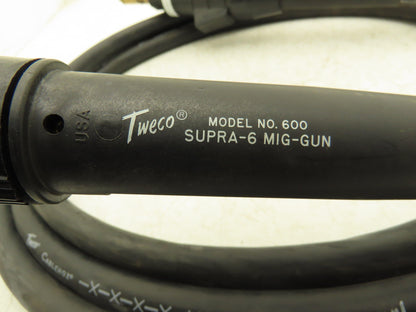 USA
Tweco®
MODEL NO. 600
SUPRA-6 MIG-GUN
-X-X-X-X